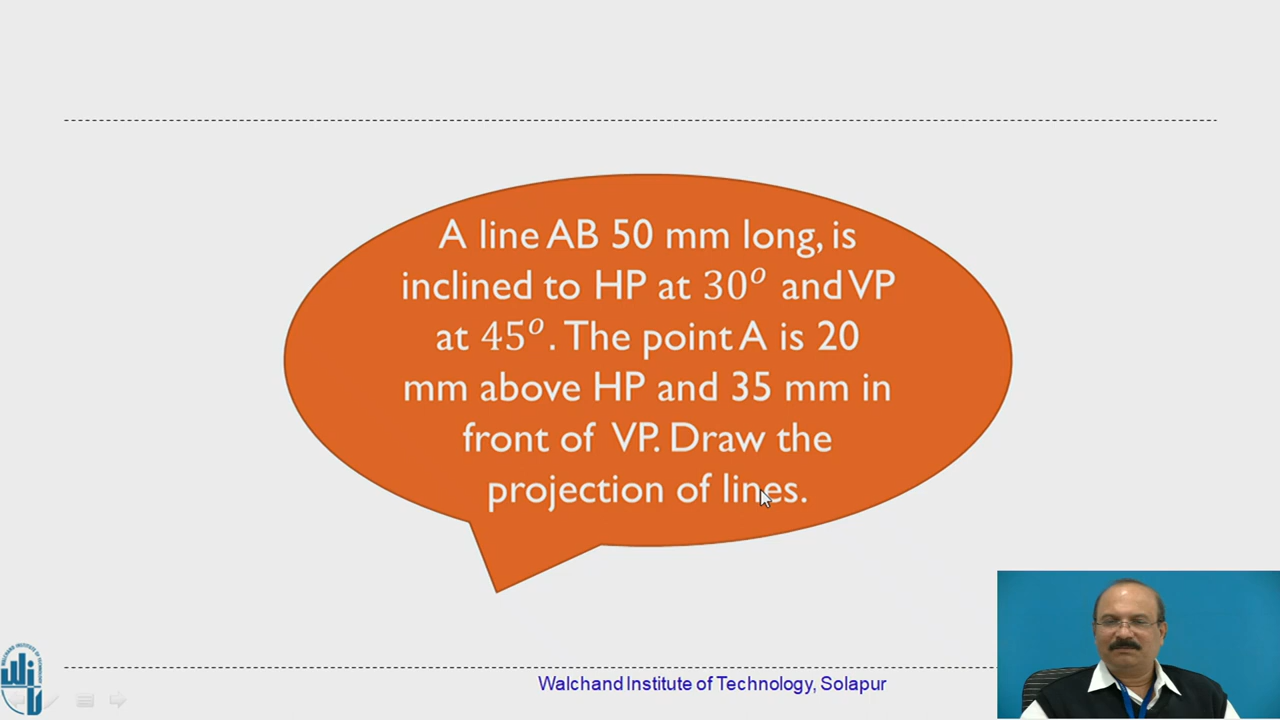 A line AB 50 mm long, is
inclined to HP at 30° and VP
at 45°. The point A is 20
mm above HP and 35 mm in
front of VP. Draw the
projection of lines.
Walchand Institute of Technology, Solapur